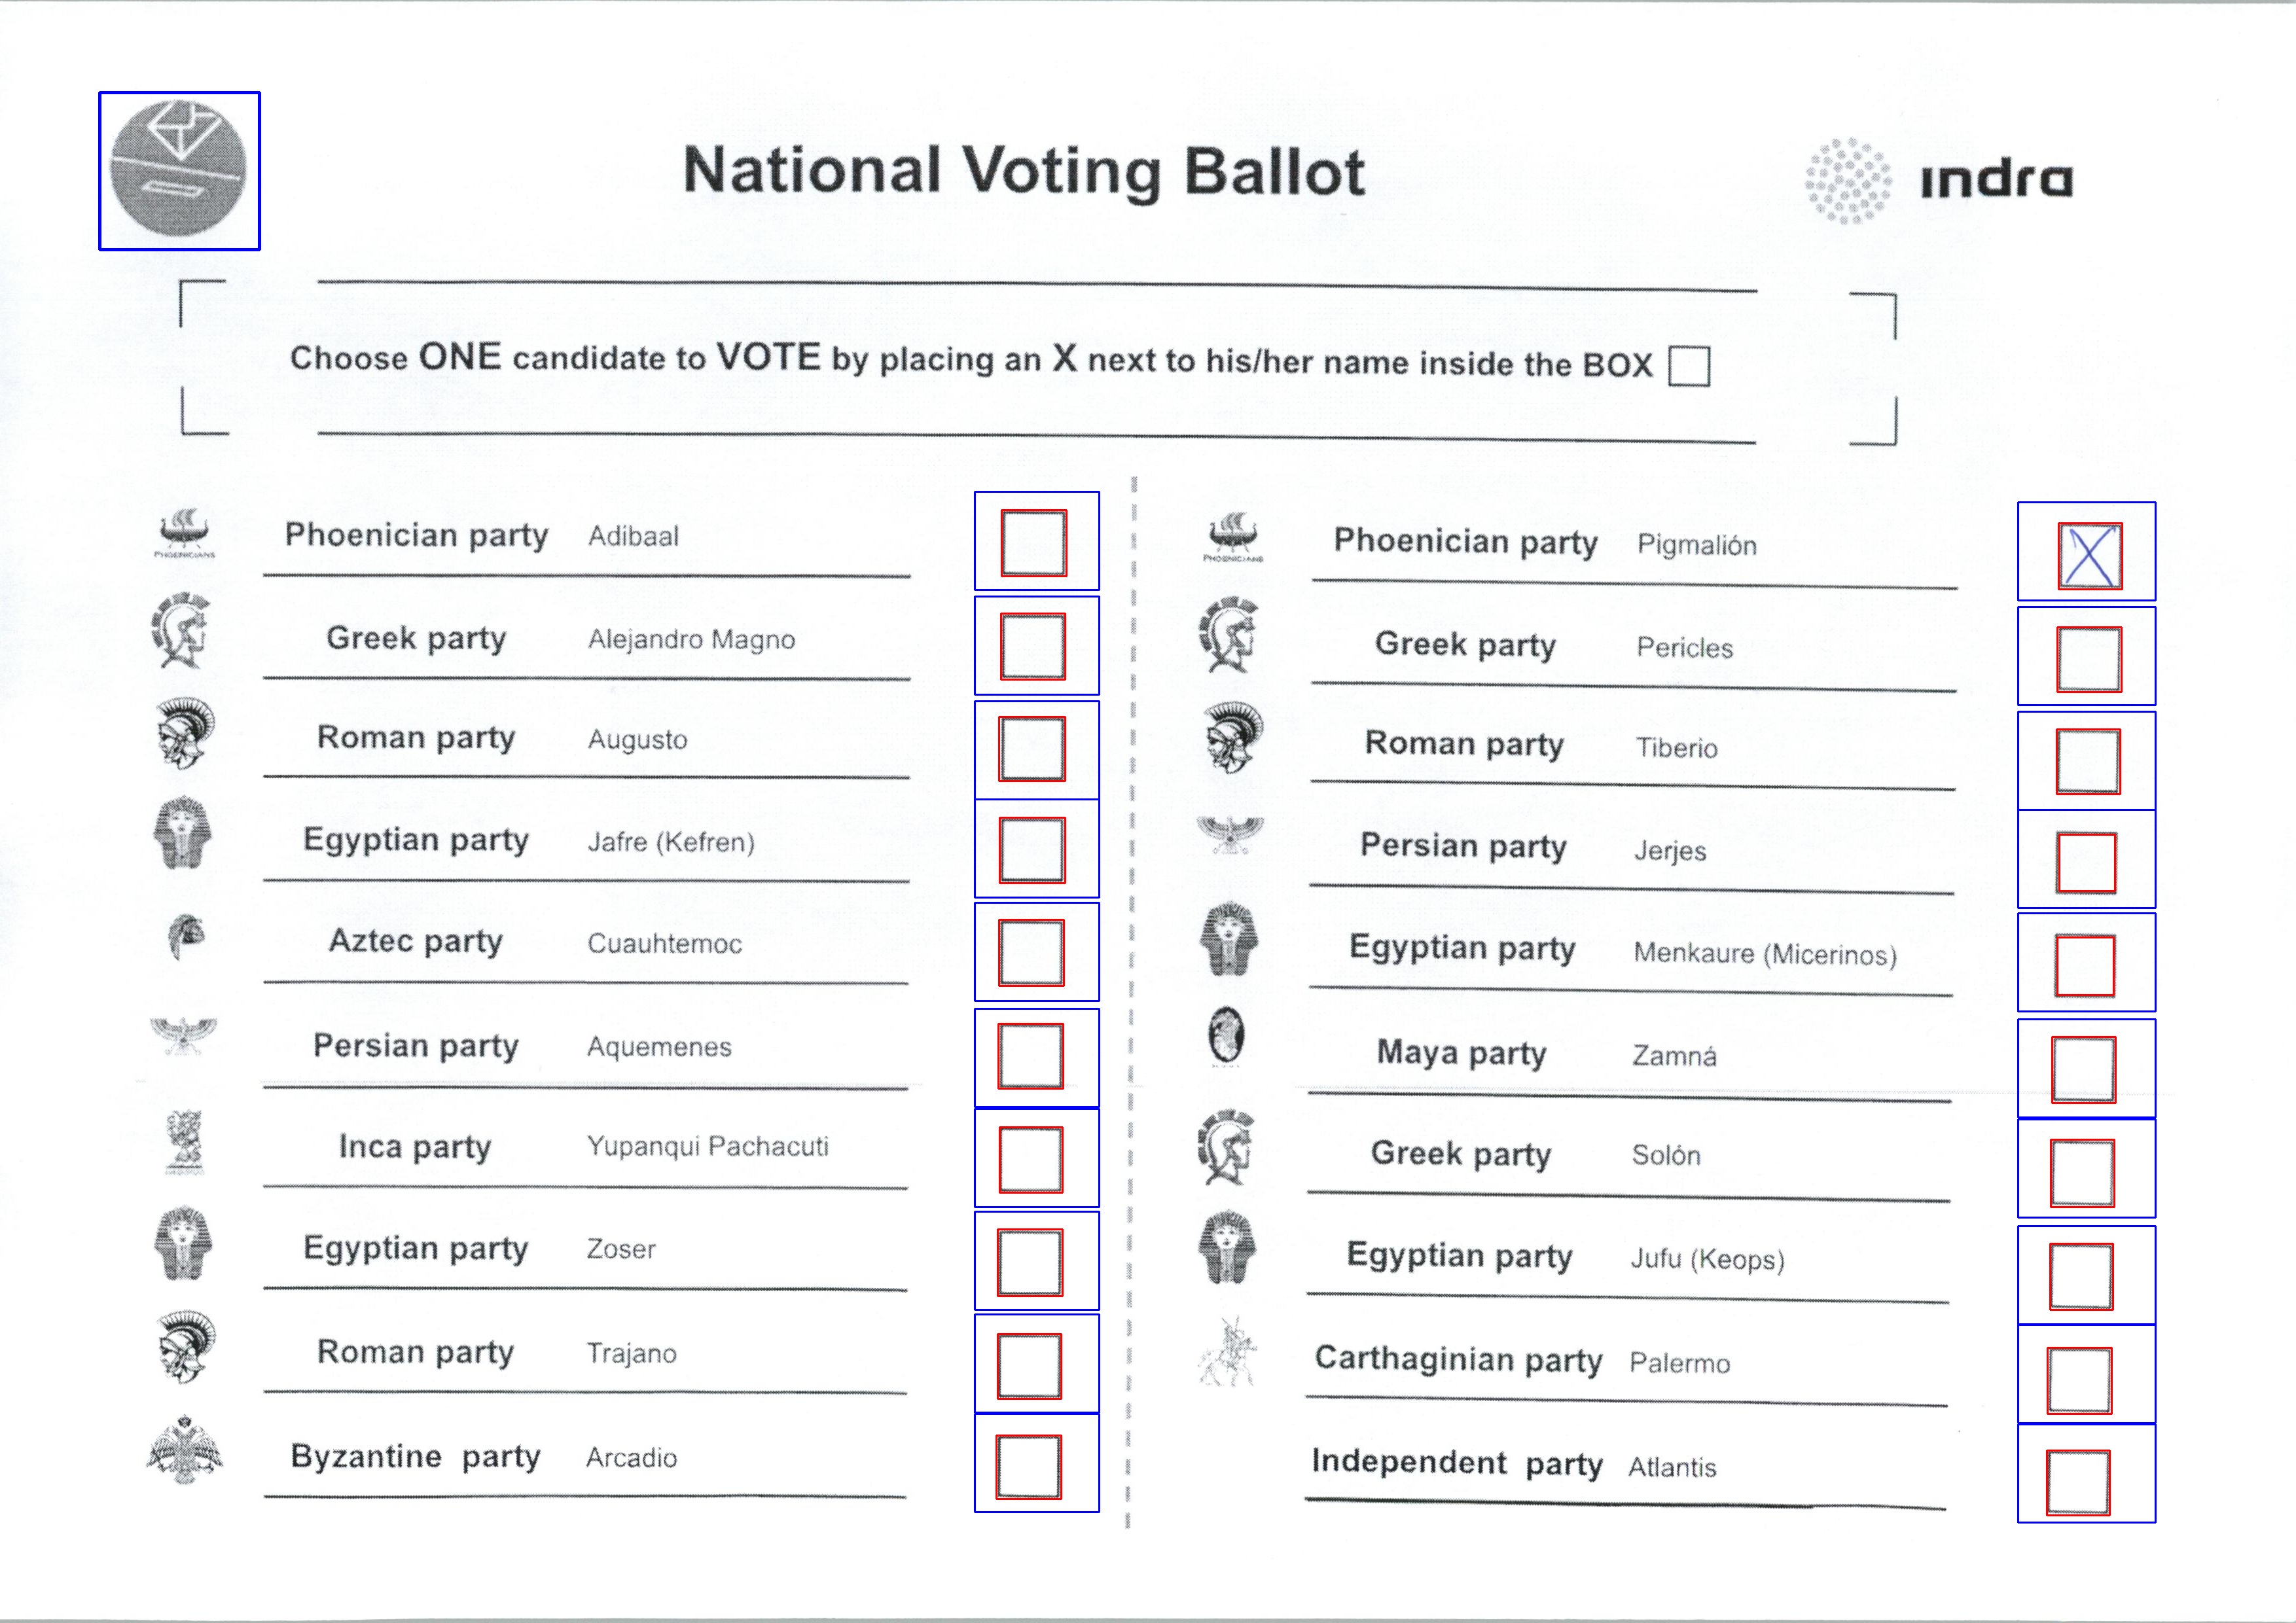 National Voting Ballot
indra
Choose ONE candidate to VOTE by placing an X next to his/her name inside the BOX
PHOENICIANS
Phoenician party Adibaal
Greek party Alejandro Magno
Roman party Augusto
Egyptian party Jafre (Kefren)
Aztec party Cuauhtemoc
Persian party Aquemenes
Inca party Yupanqui Pachacuti
Egyptian party Zoser
Roman party Trajano
Byzantine party Arcadio
PHOENICIANS
Phoenician party Pigmalión
Greek party Pericles
Roman party Tiberio
Persian party Jerjes
Egyptian party Menkaure (Micerinos)
Maya party Zamná
Greek party Solón
Egyptian party Jufu (Keops)
Carthaginian party Palermo
Independent party Atlantis